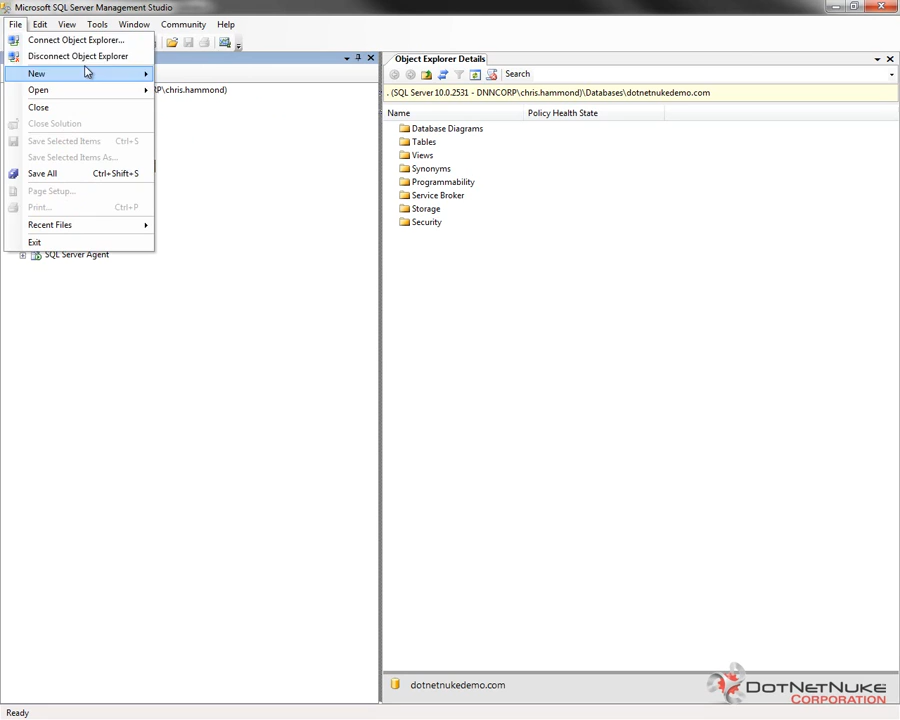 Microsoft SQL Server Management Studio
File Edit View Tools Window Community Help
Connect Object Explorer...
Disconnect Object Explorer
New
Open
Close
Close Solution
Save Selected Items Ctrl+S
Save Selected Items As...
Save All Ctrl+Shift+S
Page Setup...
Print... Ctrl+P
Recent Files
Exit
RP\chris.hammond)
SQL Server Agent
Object Explorer Details
Search
. (SQL Server 10.0.2531 - DNNCORP\chris.hammond)\Databases\dotnetnukedemo.com
Name Policy Health State
Database Diagrams
Tables
Views
Synonyms
Programmability
Service Broker
Storage
Security
dotnetnukedemo.com
DOTNETNUKE
CORPORATION
Ready